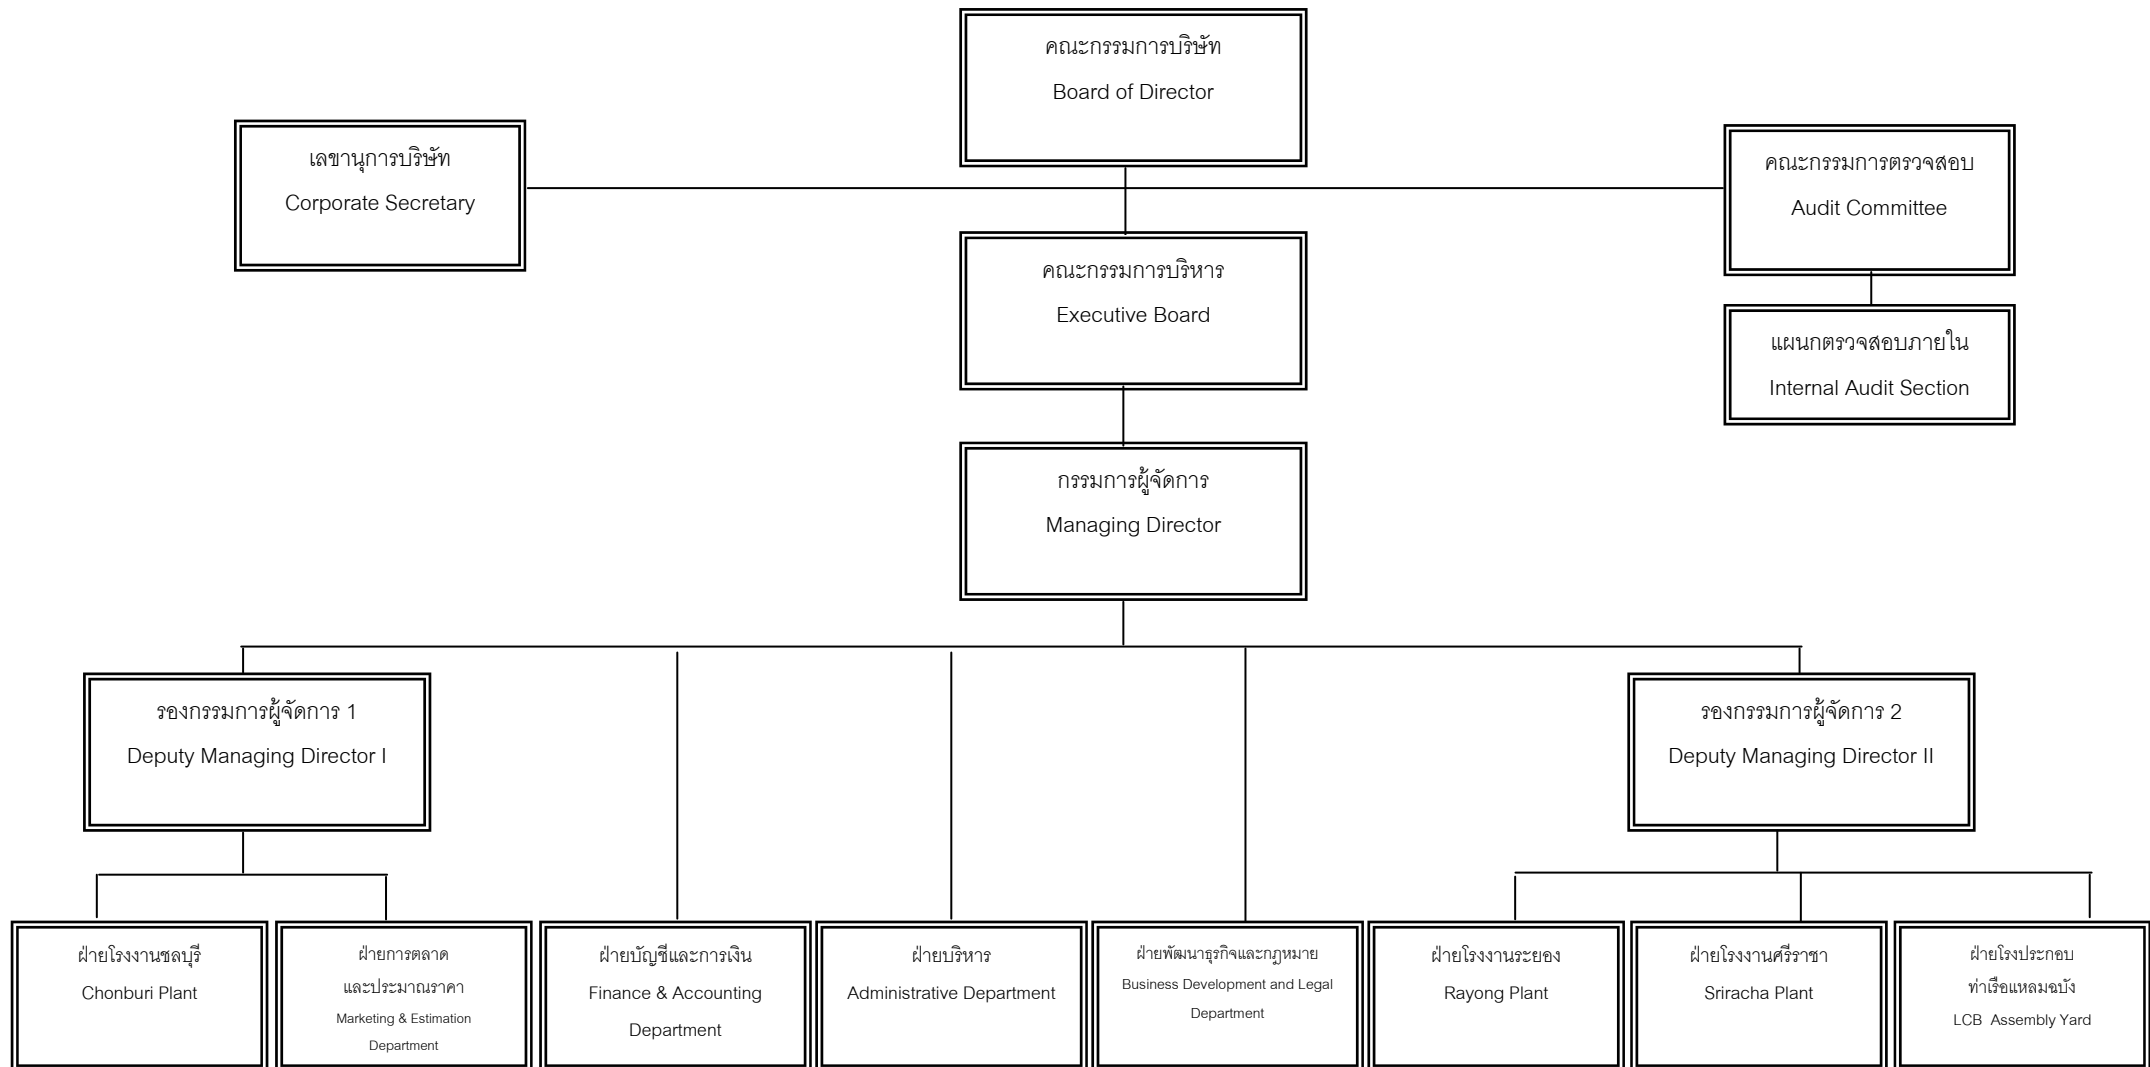 คณะกรรมการบริษัท
Board of Director
เลขานุการบริษัท
Corporate Secretary
คณะกรรมการตรวจสอบ
Audit Committee
คณะกรรมการบริหาร
Executive Board
แผนกตรวจสอบภายใน
Internal Audit Section
กรรมการผู้จัดการ
Managing Director
รองกรรมการผู้จัดการ 1
Deputy Managing Director I
รองกรรมการผู้จัดการ 2
Deputy Managing Director II
ฝ่ายโรงงานชลบุรี
Chonburi Plant
ฝ่ายการตลาด
และประมาณราคา
Marketing & Estimation
Department
ฝ่ายบัญชีและการเงิน
Finance & Accounting
Department
ฝ่ายบริหาร
Administrative Department
ฝ่ายพัฒนาธุรกิจและกฎหมาย
Business Development and Legal
Department
ฝ่ายโรงงานระยอง
Rayong Plant
ฝ่ายโรงงานศรีราชา
Sriracha Plant
ฝ่ายโรงประกอบ
ท่าเรือแหลมฉบัง
LCB Assembly Yard